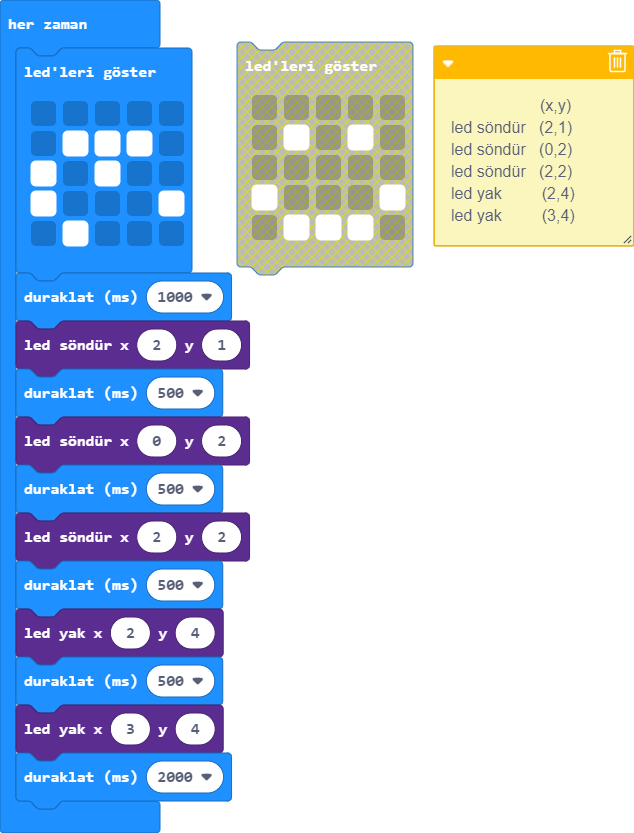 her zaman
led'leri göster
duraklat (ms) 1000
led söndür x 2 y 1
duraklat (ms) 500
led söndür x 0 y 2
duraklat (ms) 500
led söndür x 2 y 2
duraklat (ms) 500
led yak x 2 y 4
duraklat (ms) 500
led yak x 3 y 4
duraklat (ms) 2000
led'leri göster
(x,y)
led söndür (2,1)
led söndür (0,2)
led söndür (2,2)
led yak (2,4)
led yak (3,4)